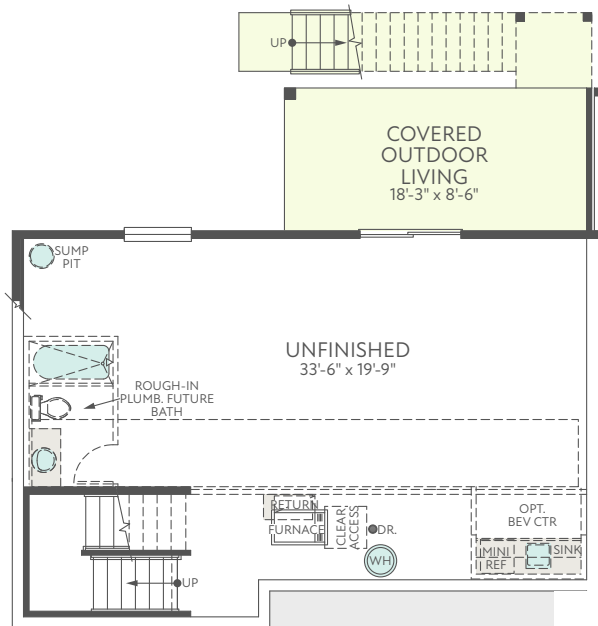 UP
COVERED
OUTDOOR
LIVING
18'-3" x 8'-6"
SUMP
PIT
UNFINISHED
33'-6" x 19'-9"
ROUGH-IN
PLUMB. FUTURE
BATH
RETURN
FURNACE
CLEAR
ACCESS
DR.
WH
OPT.
BEV CTR
MINI
REF
SINK
UP